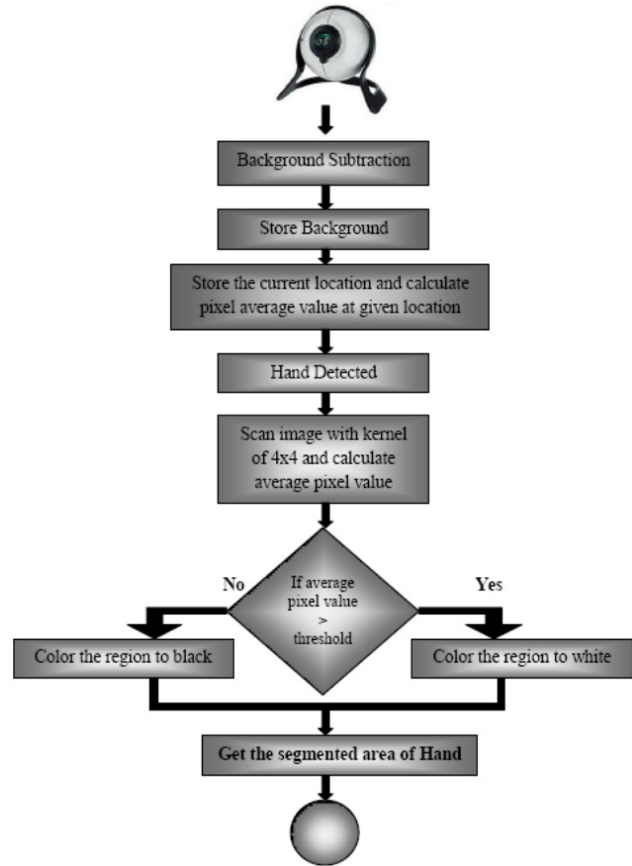 Background Subtraction
Store Background
Store the current location and calculate
pixel average value at given location
Hand Detected
Scan image with kernel
of 4x4 and calculate
average pixel value
If average
pixel value
>
threshold
No
Yes
Color the region to black
Color the region to white
Get the segmented area of Hand